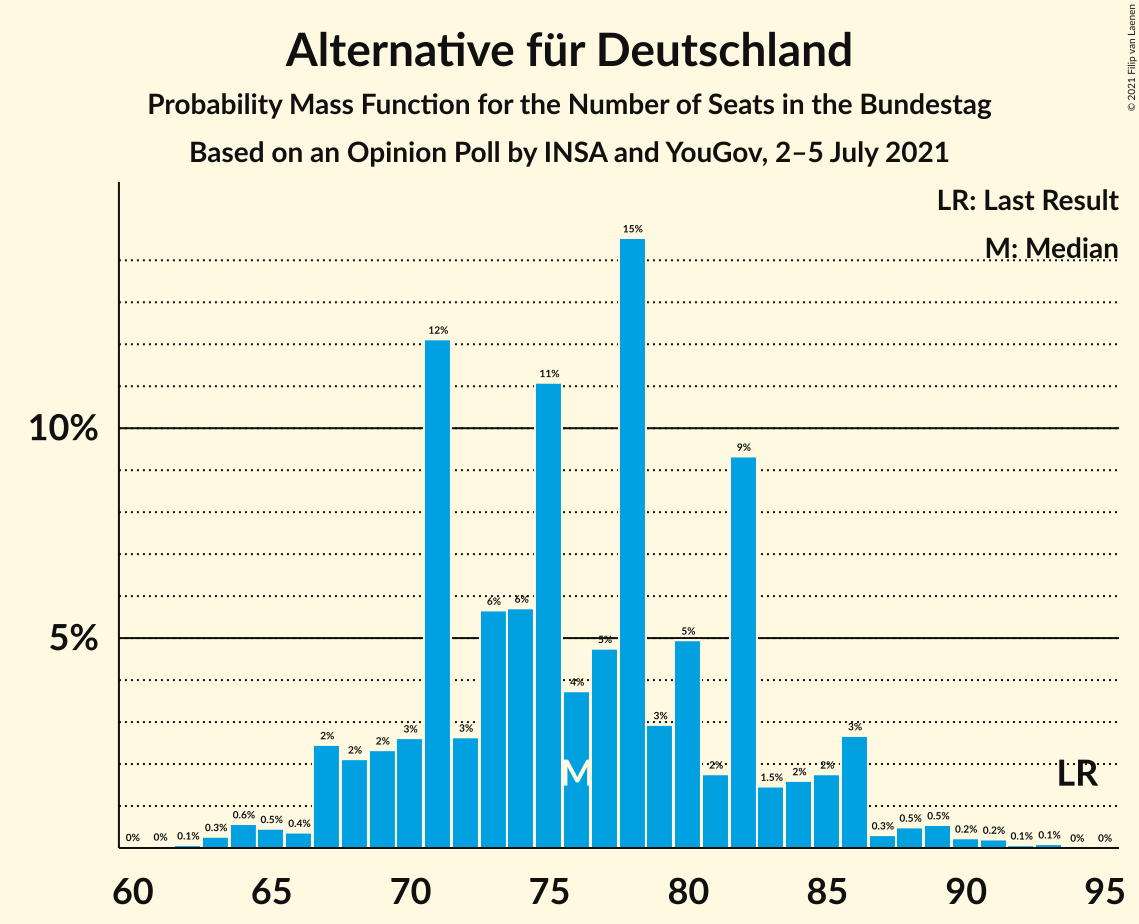 Alternative für Deutschland
Probability Mass Function for the Number of Seats in the Bundestag
Based on an Opinion Poll by INSA and YouGov, 2–5 July 2021
© 2021 Filip van Laenen
LR: Last Result
M: Median
10%
5%
0% 0% 0.1% 0.3% 0.6% 0.5% 0.4% 2% 2% 2% 3% 12% 3% 6% 6% 11% 4% 5% 15% 3% 5% 2% 9% 1.5% 2% 2% 3% 0.3% 0.5% 0.5% 0.2% 0.2% 0.1% 0.1% 0% 0%
M LR
60 65 70 75 80 85 90 95